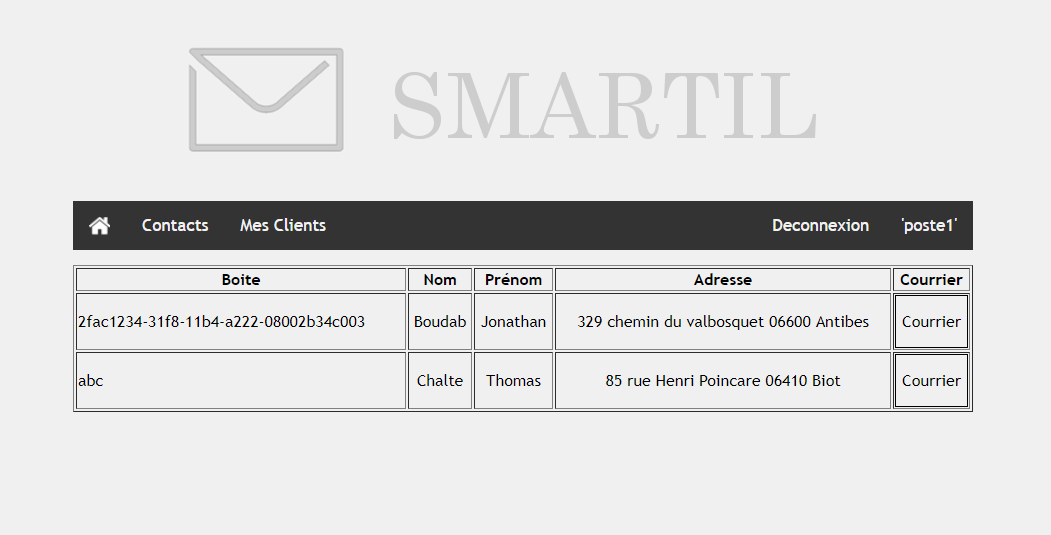 SMARTIL
Contacts Mes Clients Deconnexion 'poste1'
Boite Nom Prénom Adresse Courrier
2fac1234-31f8-11b4-a222-08002b34c003 Boudab Jonathan 329 chemin du valbosquet 06600 Antibes Courrier
abc Chalte Thomas 85 rue Henri Poincare 06410 Biot Courrier